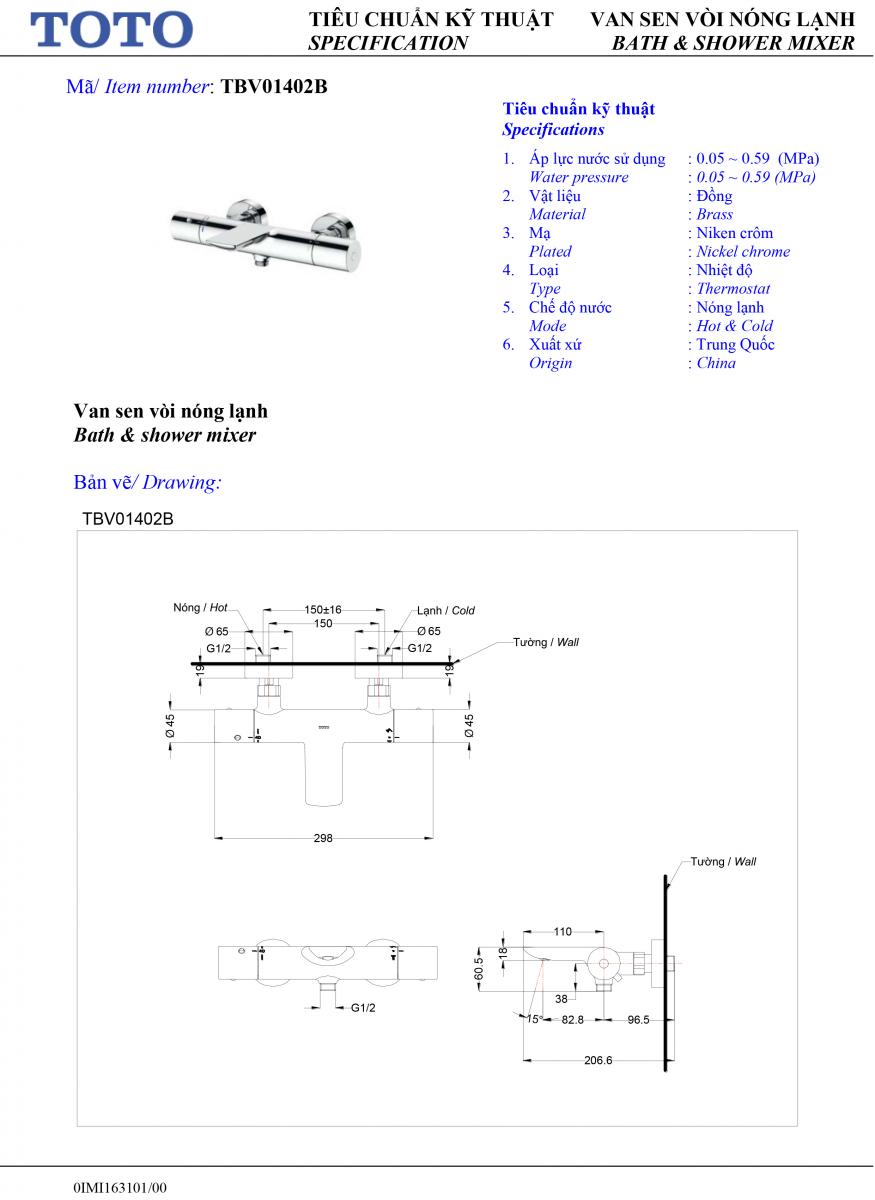 TOTO
TIÊU CHUẨN KỸ THUẬT
SPECIFICATION
VAN SEN VÒI NÓNG LẠNH
BATH & SHOWER MIXER
Mã/ Item number: TBV01402B
Tiêu chuẩn kỹ thuật
Specifications
1. Áp lực nước sử dụng : 0.05 ~ 0.59 (MPa)
Water pressure : 0.05 ~ 0.59 (MPa)
2. Vật liệu : Đồng
Material : Brass
3. Mạ : Niken crôm
Plated : Nickel chrome
4. Loại : Nhiệt độ
Type : Thermostat
5. Chế độ nước : Nóng lạnh
Mode : Hot & Cold
6. Xuất xứ : Trung Quốc
Origin : China
Van sen vòi nóng lạnh
Bath & shower mixer
Bản vẽ/ Drawing:
TBV01402B
Nóng / Hot 150±16 Lạnh / Cold
150
Ø 65 Ø 65
G1/2 G1/2
Tường / Wall
19 19
Ø 45 Ø 45
298
Tường / Wall
110
18
60.5
38
G1/2
15° 82.8 96.5
206.6
0IMI163101/00